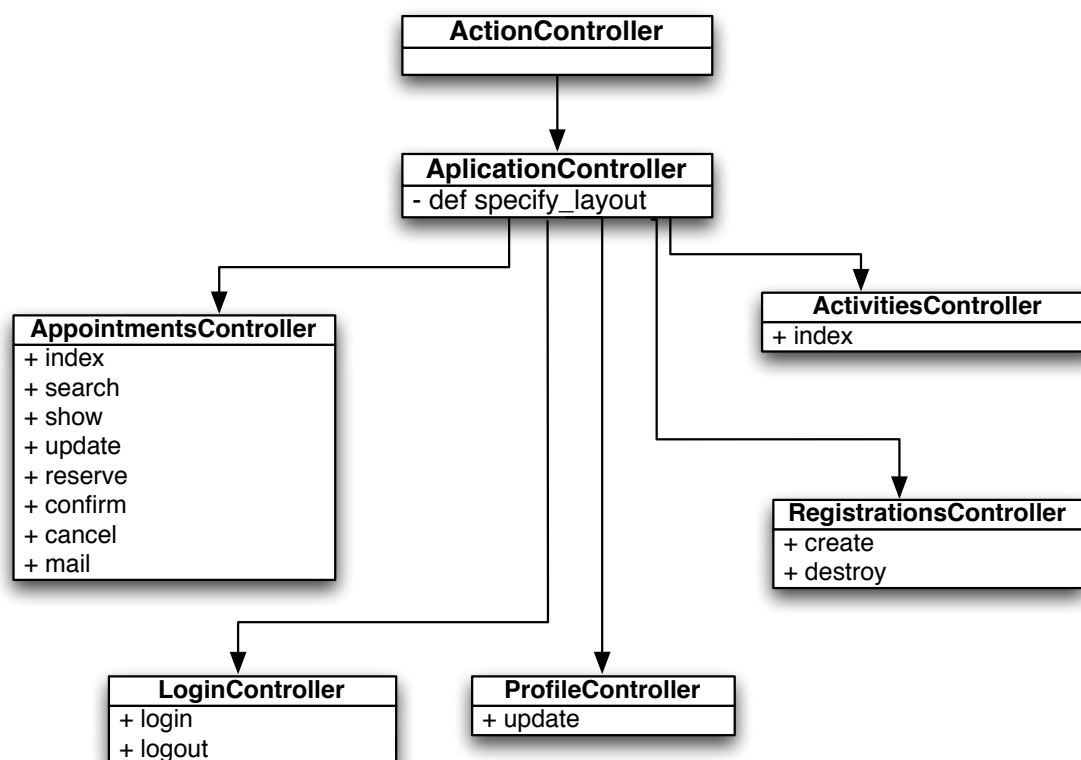 ActionController
AplicationController
- def specify_layout
ActivitiesController
+ index
AppointmentsController
+ index
+ search
+ show
+ update
+ reserve
+ confirm
+ cancel
+ mail
RegistrationsController
+ create
+ destroy
LoginController
+ login
+ logout
ProfileController
+ update